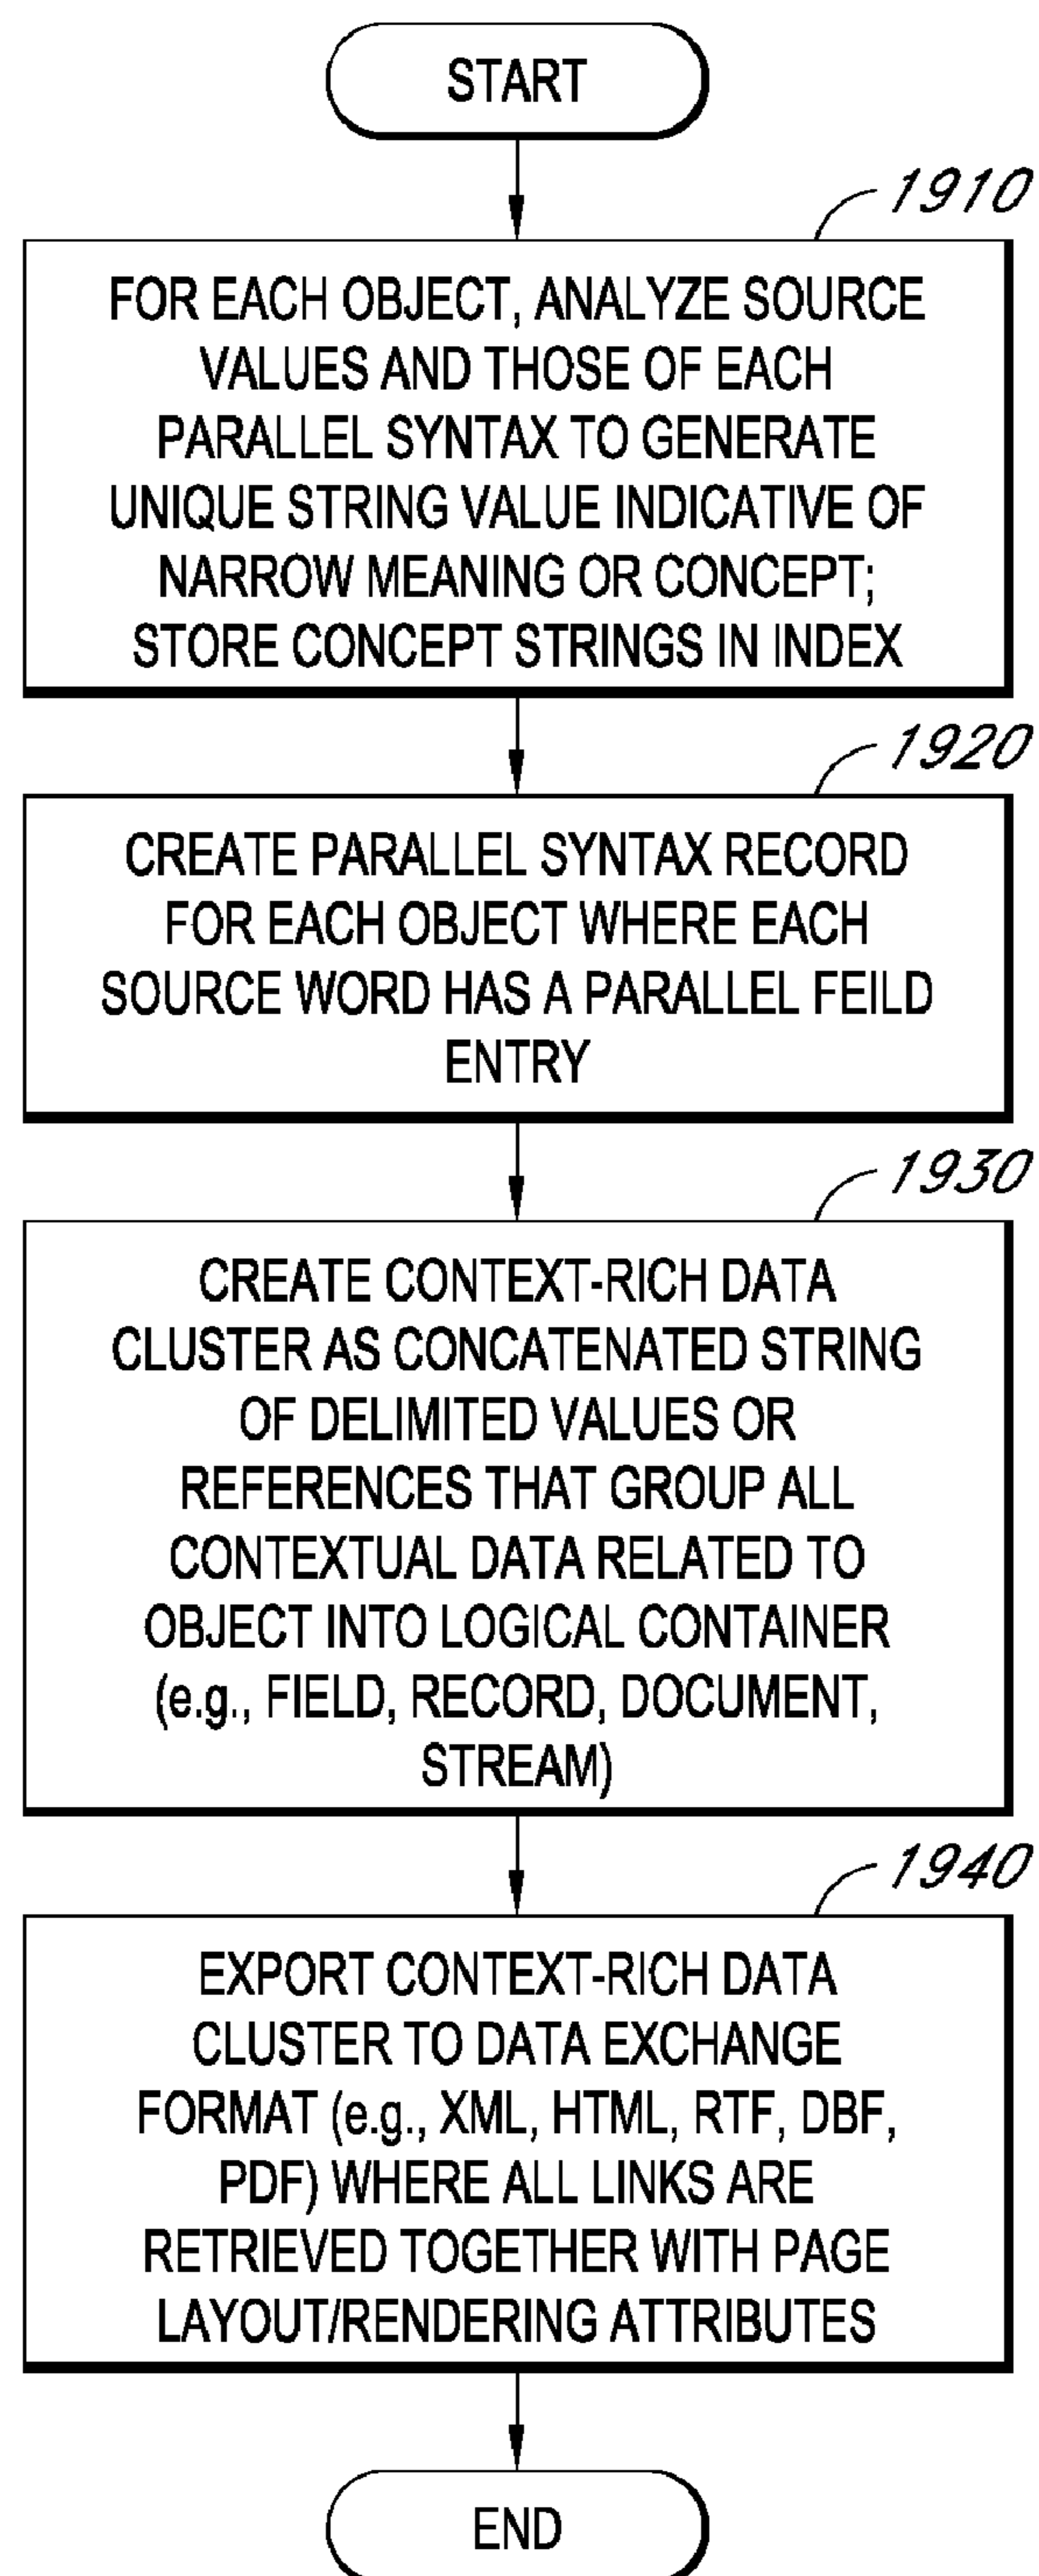 START
1910
FOR EACH OBJECT, ANALYZE SOURCE
VALUES AND THOSE OF EACH
PARALLEL SYNTAX TO GENERATE
UNIQUE STRING VALUE INDICATIVE OF
NARROW MEANING OR CONCEPT;
STORE CONCEPT STRINGS IN INDEX
1920
CREATE PARALLEL SYNTAX RECORD
FOR EACH OBJECT WHERE EACH
SOURCE WORD HAS A PARALLEL FEILD
ENTRY
1930
CREATE CONTEXT-RICH DATA
CLUSTER AS CONCATENATED STRING
OF DELIMITED VALUES OR
REFERENCES THAT GROUP ALL
CONTEXTUAL DATA RELATED TO
OBJECT INTO LOGICAL CONTAINER
(e.g., FIELD, RECORD, DOCUMENT,
STREAM)
1940
EXPORT CONTEXT-RICH DATA
CLUSTER TO DATA EXCHANGE
FORMAT (e.g., XML, HTML, RTF, DBF,
PDF) WHERE ALL LINKS ARE
RETRIEVED TOGETHER WITH PAGE
LAYOUT/RENDERING ATTRIBUTES
END